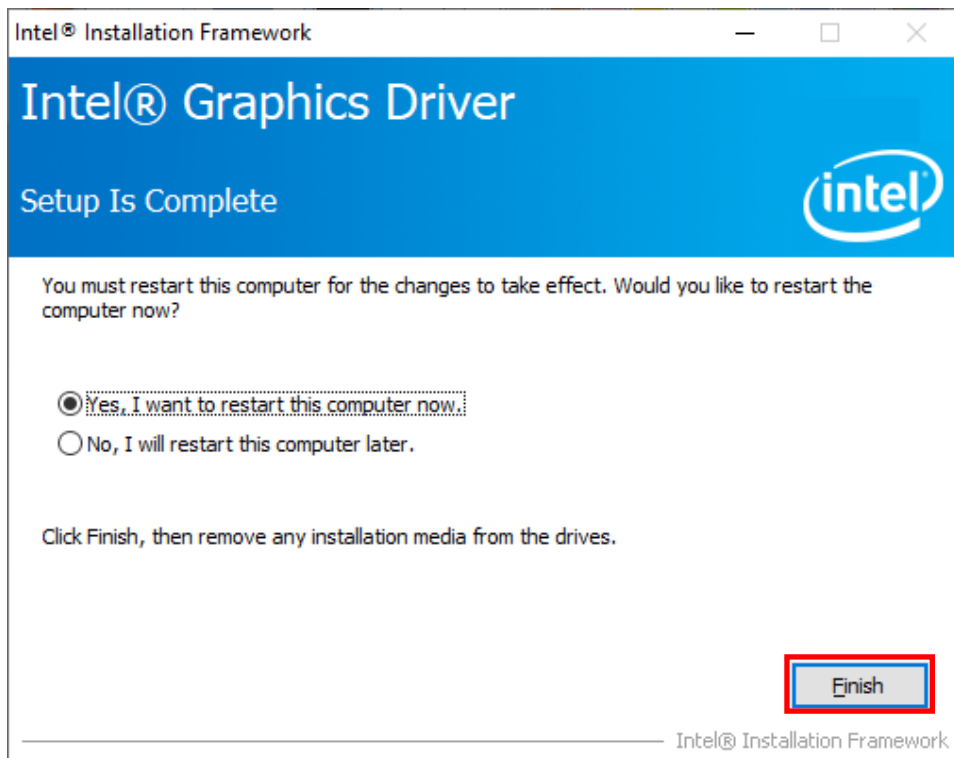 Intel® Installation Framework
Intel® Graphics Driver
Setup Is Complete
intel
You must restart this computer for the changes to take effect. Would you like to restart the
computer now?
Yes, I want to restart this computer now.
No, I will restart this computer later.
Click Finish, then remove any installation media from the drives.
Finish
Intel® Installation Framework